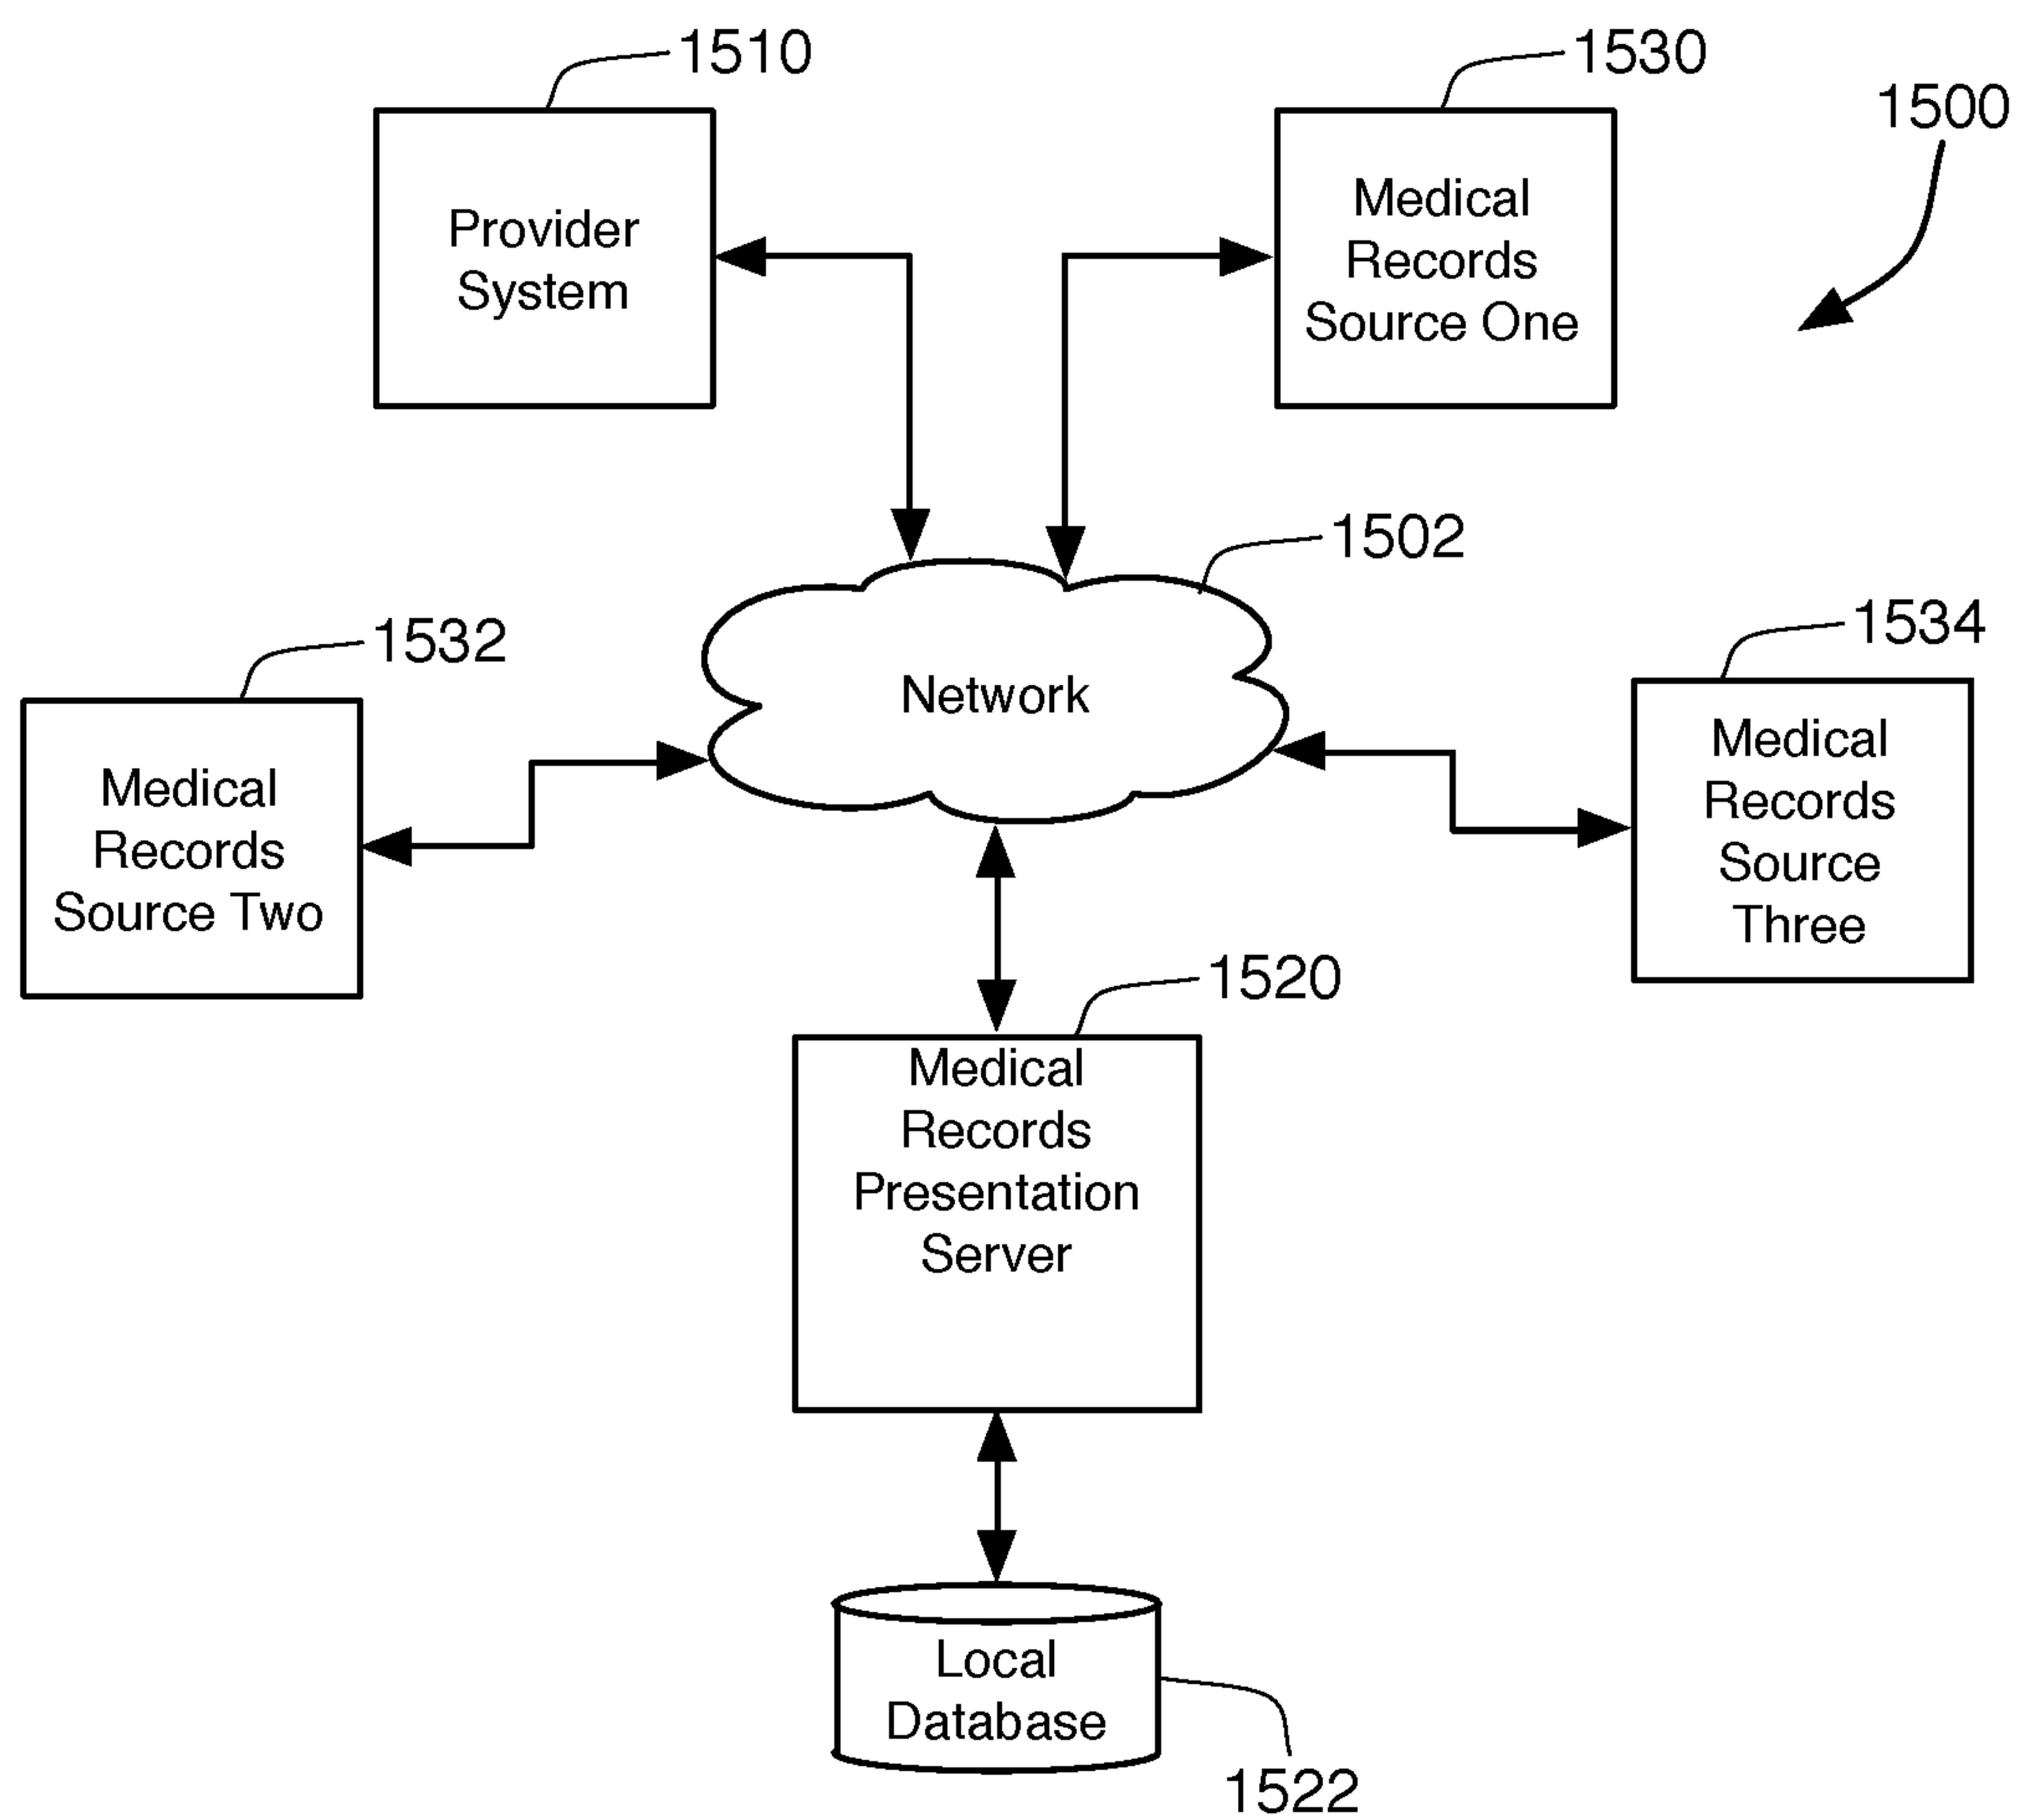 1510
1530
1500
Provider
System
Medical
Records
Source One
1502
1532
1534
Network
Medical
Records
Source Two
Medical
Records
Source
Three
1520
Medical
Records
Presentation
Server
Local
Database
1522